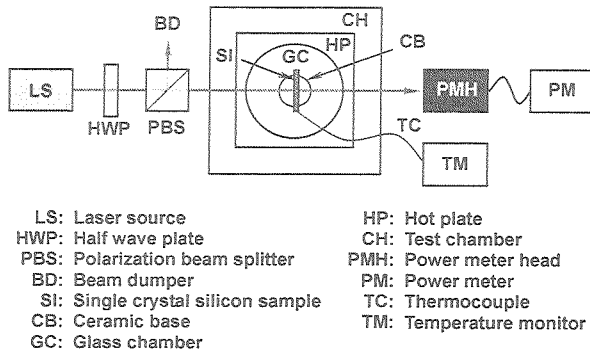 CH
BD
HP
SI
GC
CB
LS
HWP
PBS
PMH
PM
TC
TM
LS: Laser source
HWP: Half wave plate
PBS: Polarization beam splitter
BD: Beam dumper
SI: Single crystal silicon sample
CB: Ceramic base
GC: Glass chamber
HP: Hot plate
CH: Test chamber
PMH: Power meter head
PM: Power meter
TC: Thermocouple
TM: Temperature monitor